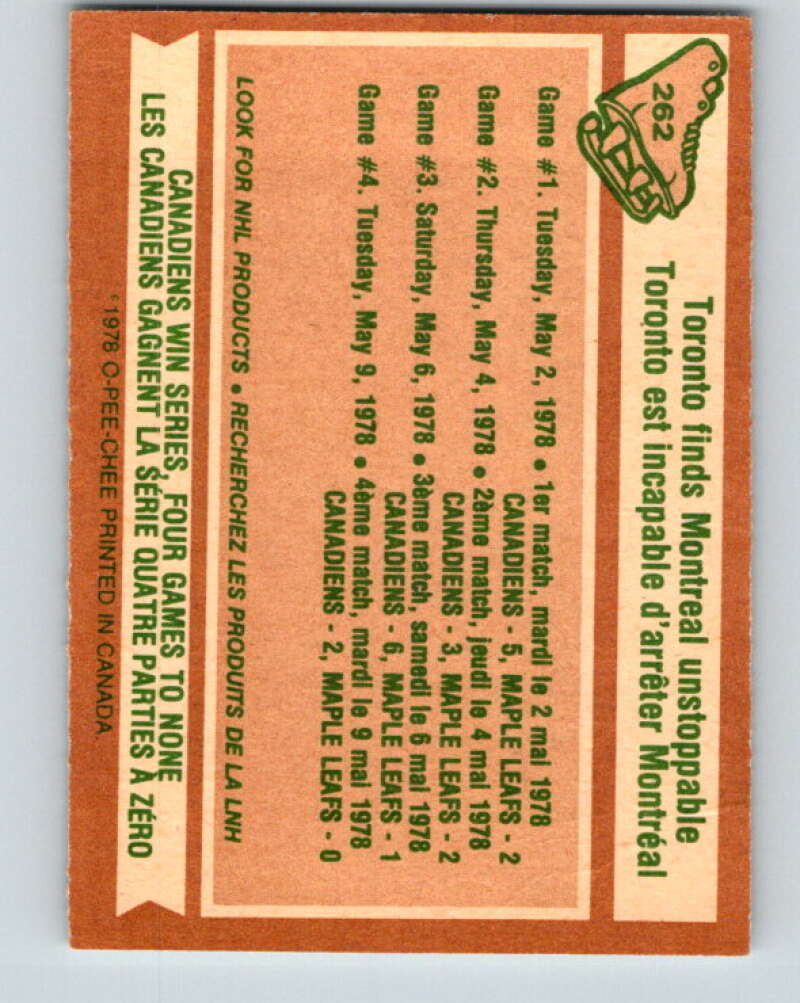 262
Toronto finds Montreal unstoppable
Toronto est incapable d'arrêter Montréal
Game #1. Tuesday, May 2, 1978 • 1er match, mardi le 2 mai 1978
CANADIENS - 5, MAPLE LEAFS - 2
Game #2. Thursday, May 4, 1978 • 2ème match, jeudi le 4 mai 1978
CANADIENS - 3, MAPLE LEAFS - 2
Game #3. Saturday, May 6, 1978 • 3ème match, samedi le 6 mai 1978
CANADIENS - 6, MAPLE LEAFS - 1
Game #4. Tuesday, May 9, 1978 • 4ème match, mardi le 9 mai 1978
CANADIENS - 2, MAPLE LEAFS - 0
LOOK FOR NHL PRODUCTS • RECHERCHEZ LES PRODUITS DE LA LNH
CANADIENS WIN SERIES, FOUR GAMES TO NONE
LES CANADIENS GAGNENT LA SÉRIE QUATRE PARTIES À ZÉRO
© 1978 O-PEE-CHEE PRINTED IN CANADA